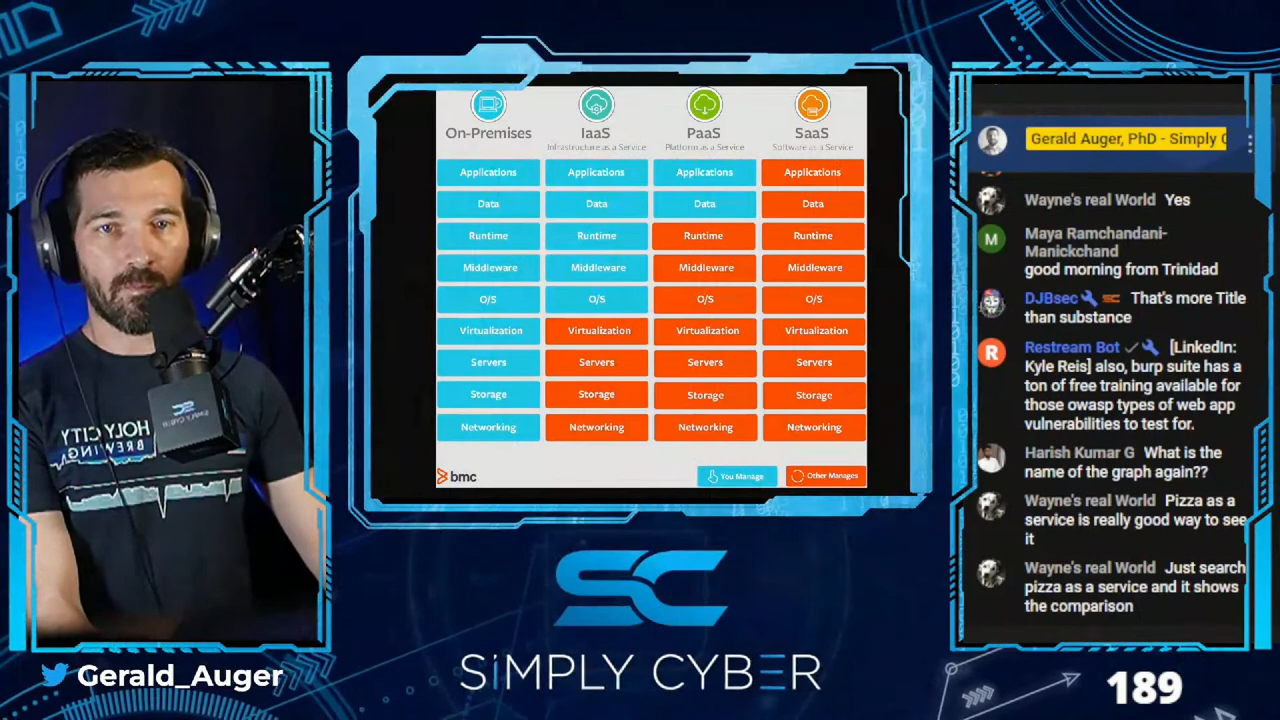 On-Premises
IaaS
Infrastructure as a Service
PaaS
Platform as a Service
SaaS
Software as a Service
Applications Applications Applications Applications
Data Data Data Data
Runtime Runtime Runtime Runtime
Middleware Middleware Middleware Middleware
O/S O/S O/S O/S
Virtualization Virtualization Virtualization Virtualization
Servers Servers Servers Servers
Storage Storage Storage Storage
Networking Networking Networking Networking
bmc
You Manage
Other Manages
HOLY CITY
BREWING
SC
SIMPLY CYBER
Gerald_Auger
Gerald Auger, PhD - Simply
Wayne's real World Yes
Maya Ramchandani-
Manickchand
good morning from Trinidad
DJBsec That's more Title
than substance
R
Restream Bot [LinkedIn:
Kyle Reis] also, burp suite has a
ton of free training available for
those owasp types of web app
vulnerabilities to test for.
M
Harish Kumar G What is the
name of the graph again??
Wayne's real World Pizza as a
service is really good way to see
it
Wayne's real World Just search
pizza as a service and it shows
the comparison
189